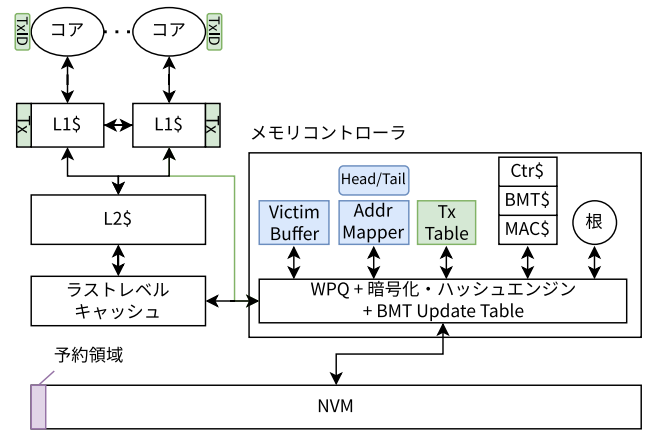 TxID
コア
コア
TxID
Tx
L1$
L1$
Tx
メモリコントローラ
Ctr$
Head/Tail
BMT$
L2$
Victim
Buffer
Addr
Mapper
Tx
Table
MAC$
根
ラストレベル
キャッシュ
WPQ + 暗号化・ハッシュエンジン
+ BMT Update Table
予約領域
NVM